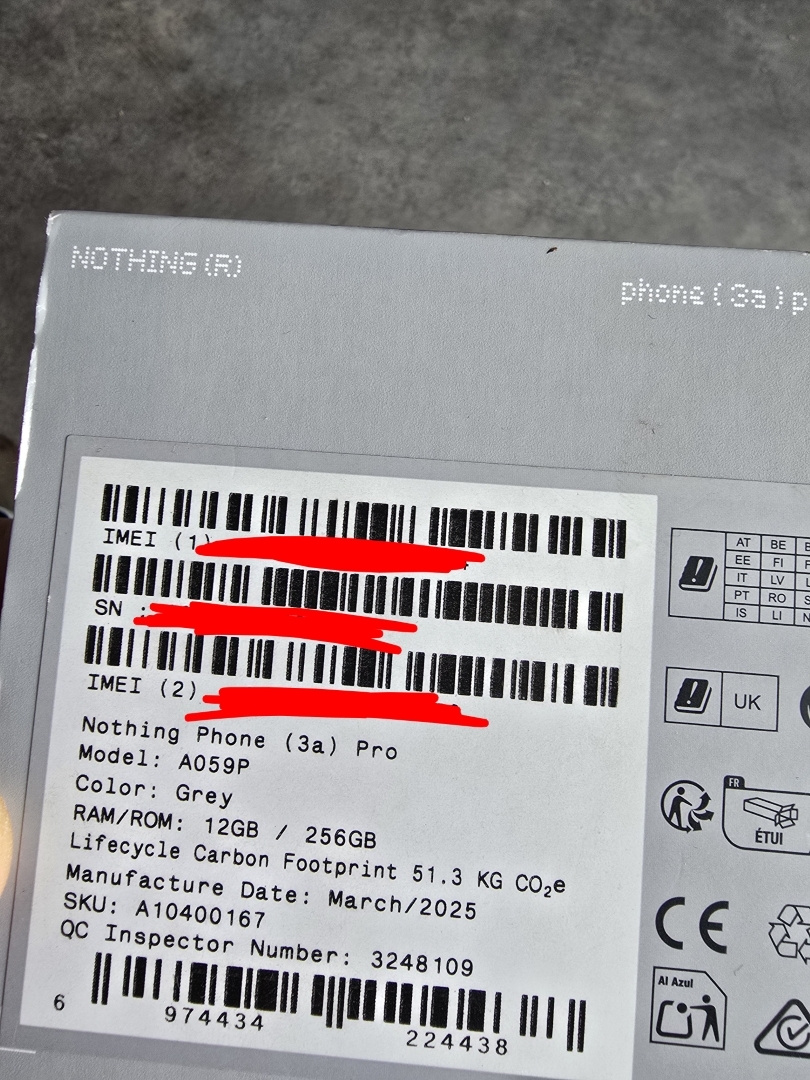 NOTHING(R)
phone(3a)p
IMEI (1)
SN :
IMEI (2)
Nothing Phone (3a) Pro
Model: A059P
Color: Grey
RAM/ROM: 12GB / 256GB
Lifecycle Carbon Footprint 51.3 KG CO₂e
Manufacture Date: March/2025
SKU: A10400167
QC Inspector Number: 3248109
6 974434 224438
AT BE
EE FI
IT LV
PT RO
IS LI
UK
FR
ÉTUI
CE
Al Azul